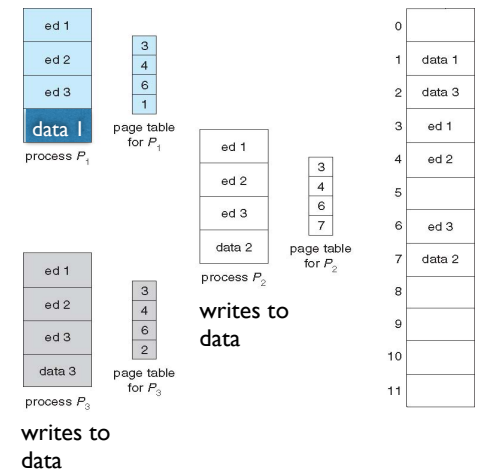 ed 1
ed 2
ed 3
data 1
process P1
3
4
6
1
page table
for P1
ed 1
ed 2
ed 3
data 2
process P2
3
4
6
7
page table
for P2
writes to
data
ed 1
ed 2
ed 3
data 3
process P3
3
4
6
2
page table
for P3
writes to
data
0
1 data 1
2 data 3
3 ed 1
4 ed 2
5
6 ed 3
7 data 2
8
9
10
11